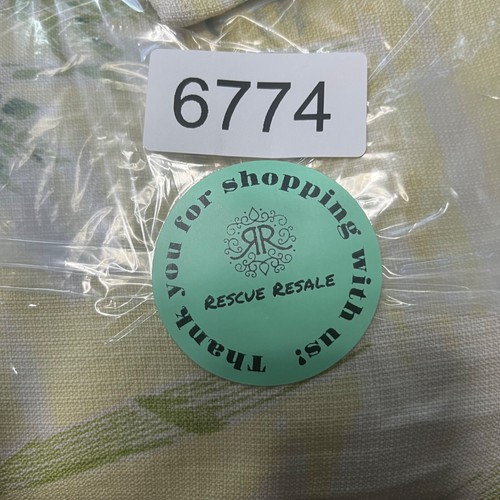 6774
Thank you for shopping with us!
RR
RESCUE RESALE